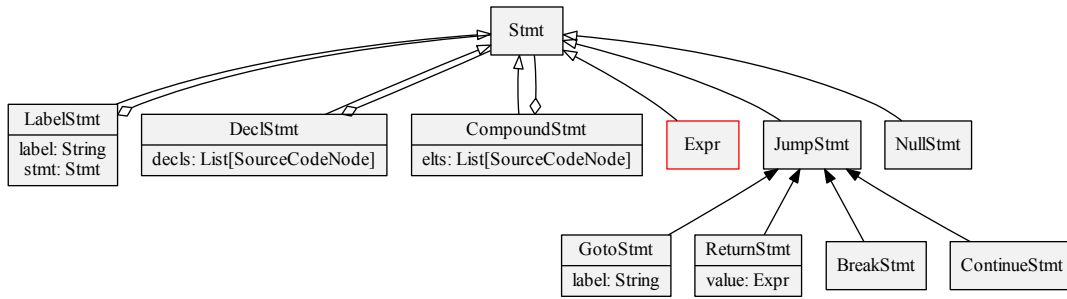 Stmt
LabelStmt
label: String
stmt: Stmt
DeclStmt
decls: List[SourceCodeNode]
CompoundStmt
elts: List[SourceCodeNode]
Expr
JumpStmt
NullStmt
GotoStmt
label: String
ReturnStmt
value: Expr
BreakStmt
ContinueStmt